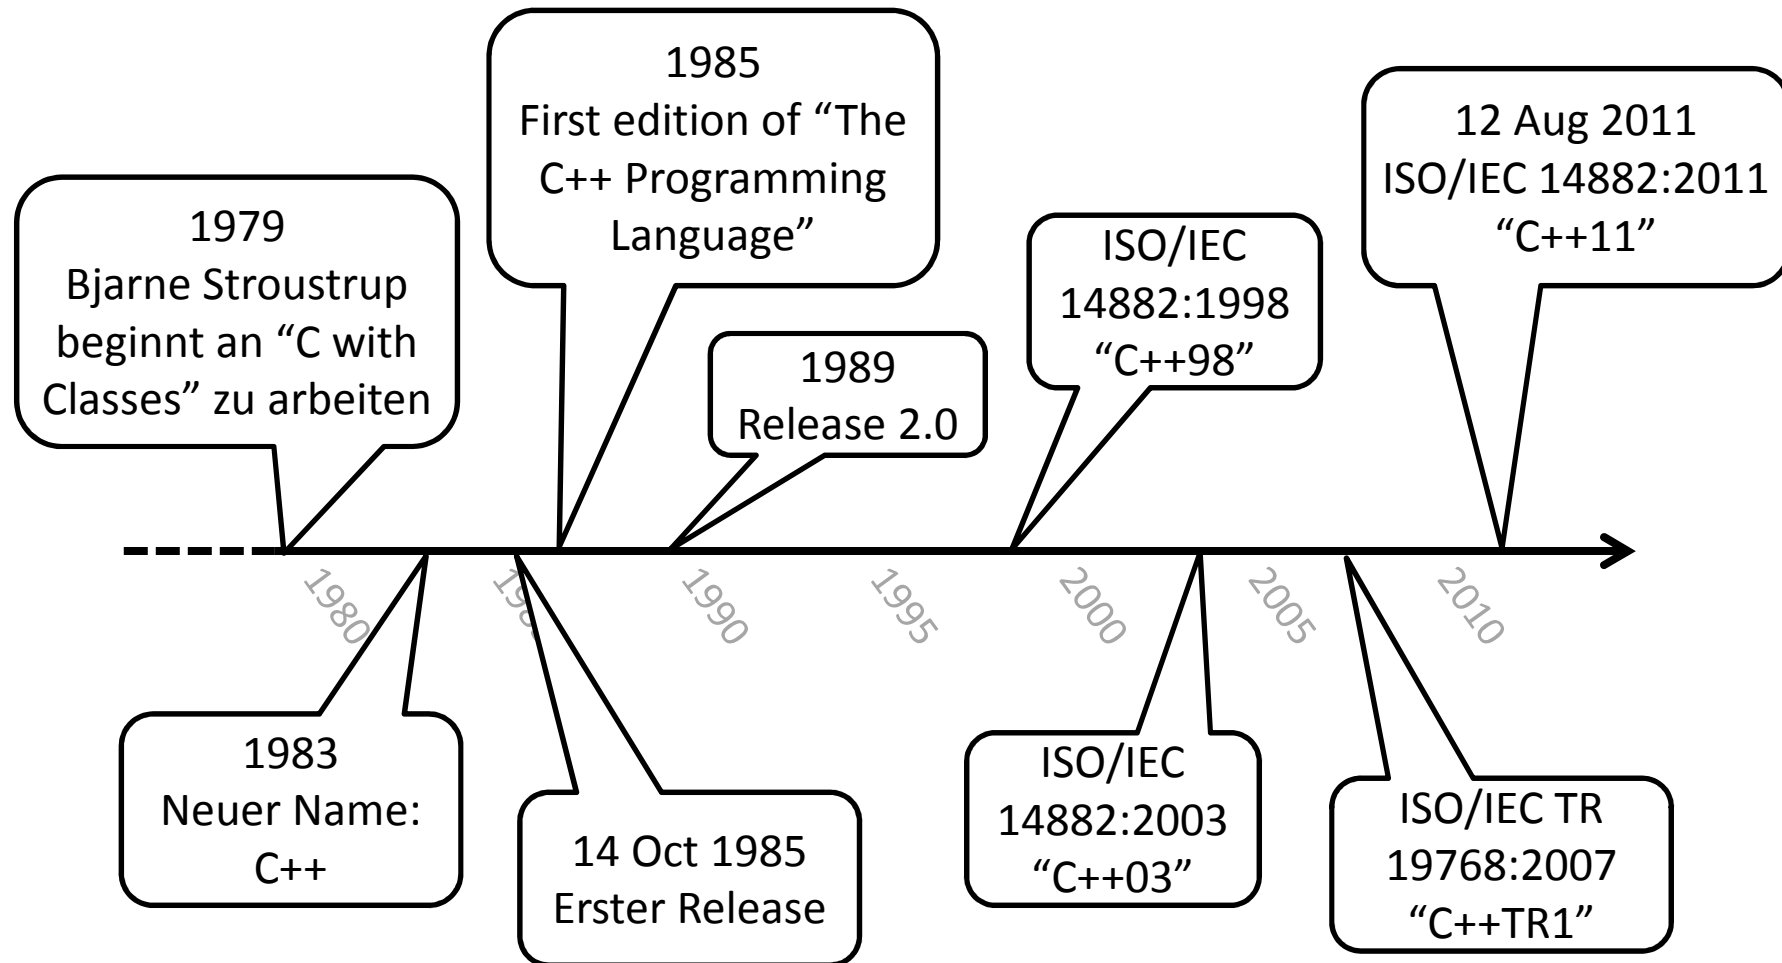 1979
Bjarne Stroustrup
beginnt an “C with
Classes” zu arbeiten
1985
First edition of “The
C++ Programming
Language”
1989
Release 2.0
ISO/IEC
14882:1998
“C++98”
12 Aug 2011
ISO/IEC 14882:2011
“C++11”
1980
1990
1995
2000
2005
2010
1983
Neuer Name:
C++
14 Oct 1985
Erster Release
ISO/IEC
14882:2003
“C++03”
ISO/IEC TR
19768:2007
“C++TR1”